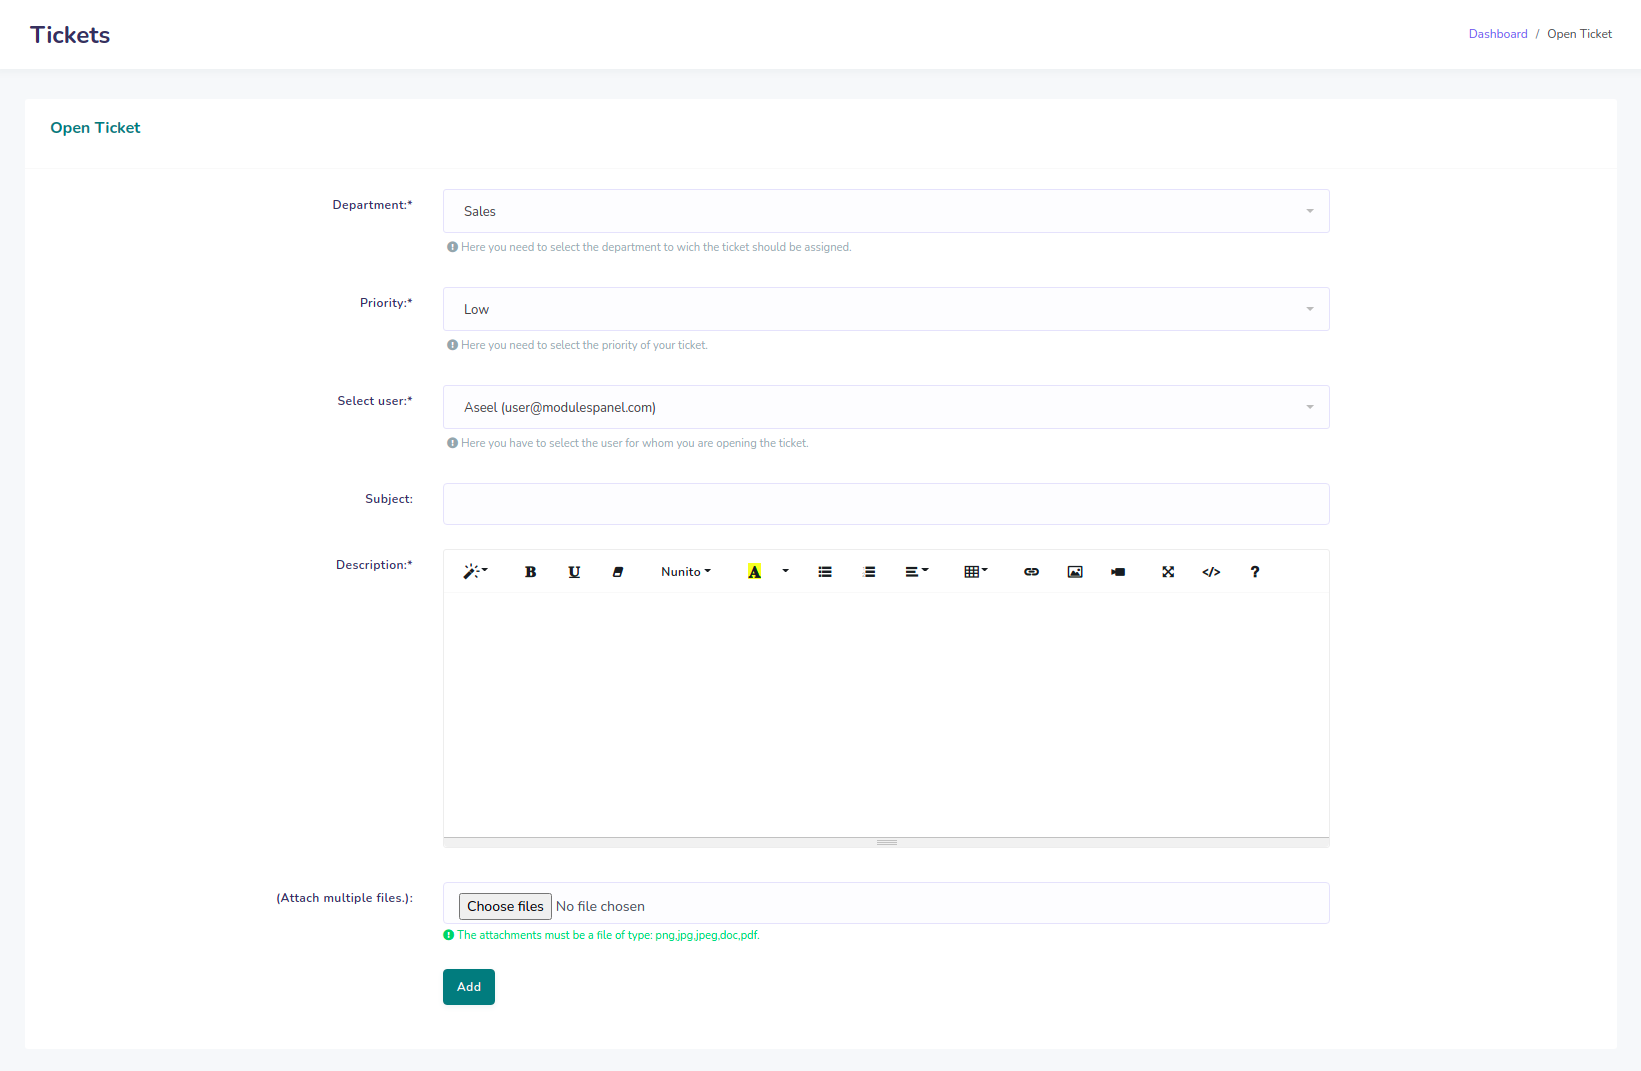 Tickets
Dashboard / Open Ticket
Open Ticket
Department:*
Sales
Here you need to select the department to wich the ticket should be assigned.
Priority:*
Low
Here you need to select the priority of your ticket.
Select user:*
Aseel (user@modulespanel.com)
Here you have to select the user for whom you are opening the ticket.
Subject:
Description:*
B U Nunito A </> ?
(Attach multiple files.):
Choose files No file chosen
The attachments must be a file of type: png,jpg,jpeg,doc,pdf.
Add